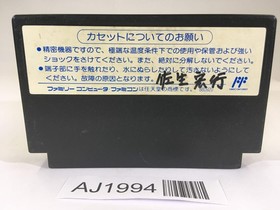 カセットについてのお願い
●精密機器ですので、極端な温度条件下での使用や保管および強い
ショックをさけてください。また、絶対に分解しないでください。
●端子部に手を触れたり、水にぬらしたりして汚さないようにして
ください。故障の原因となります。
ファミリーコンピュータ・ファミコンは任天堂の商標です。
AJ1994